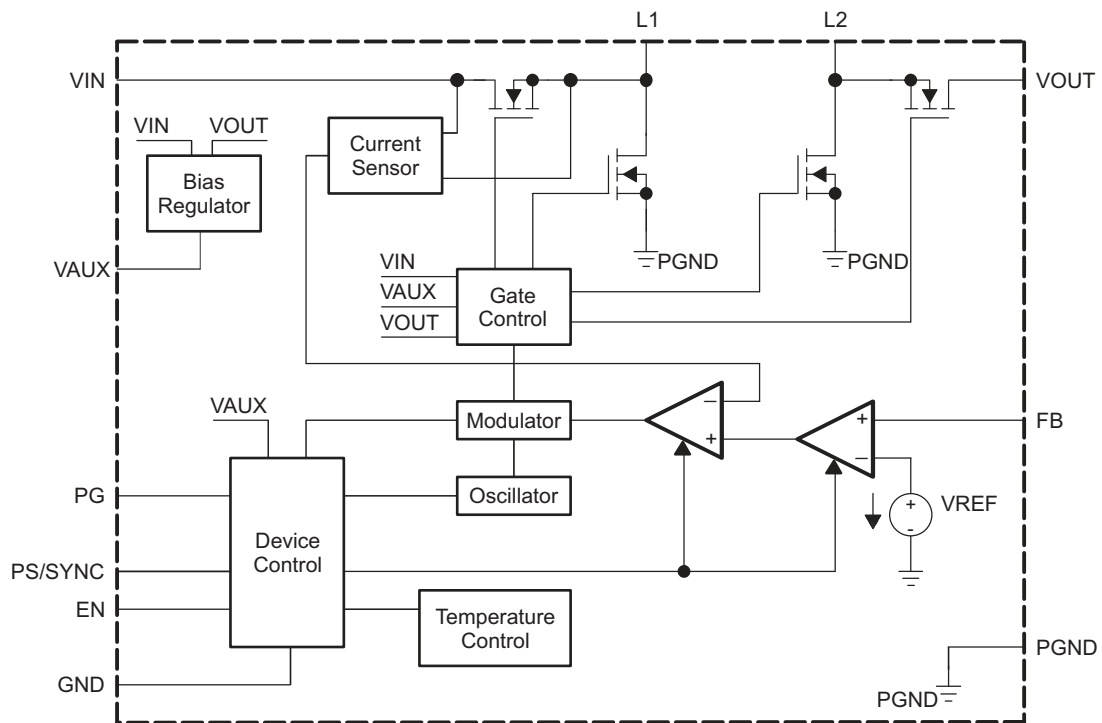 L1
L2
VIN
VOUT
VIN
VOUT
Current
Sensor
Bias
Regulator
VAUX
PGND
PGND
VIN
VAUX
VOUT
Gate
Control
VAUX
Modulator
−
+
+
−
FB
PG
Oscillator
+
-
VREF
Device
Control
PS/SYNC
EN
Temperature
Control
GND
PGND
PGND